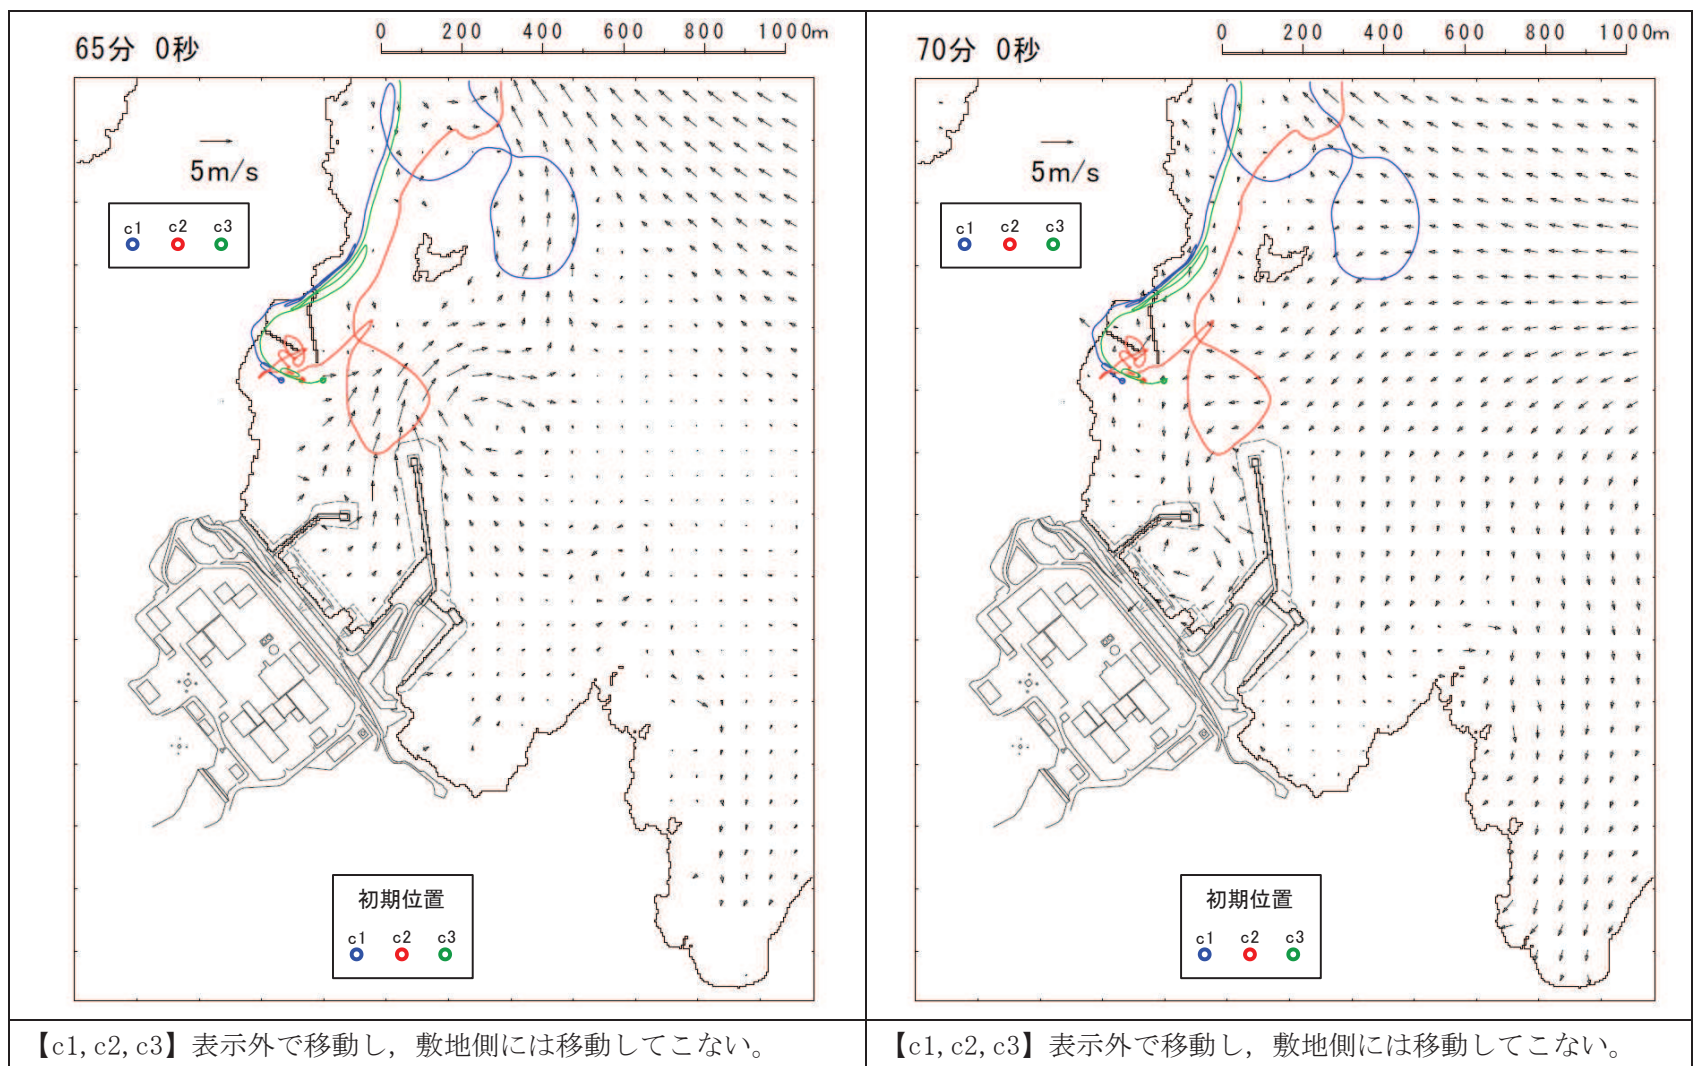 65分 0秒
0 200 400 600 800 1000m
5m/s
c1 c2 c3
初期位置
c1 c2 c3
【c1,c2,c3】表示外で移動し，敷地側には移動してこない。
70分 0秒
0 200 400 600 800 1000m
5m/s
c1 c2 c3
初期位置
c1 c2 c3
【c1,c2,c3】表示外で移動し，敷地側には移動してこない。